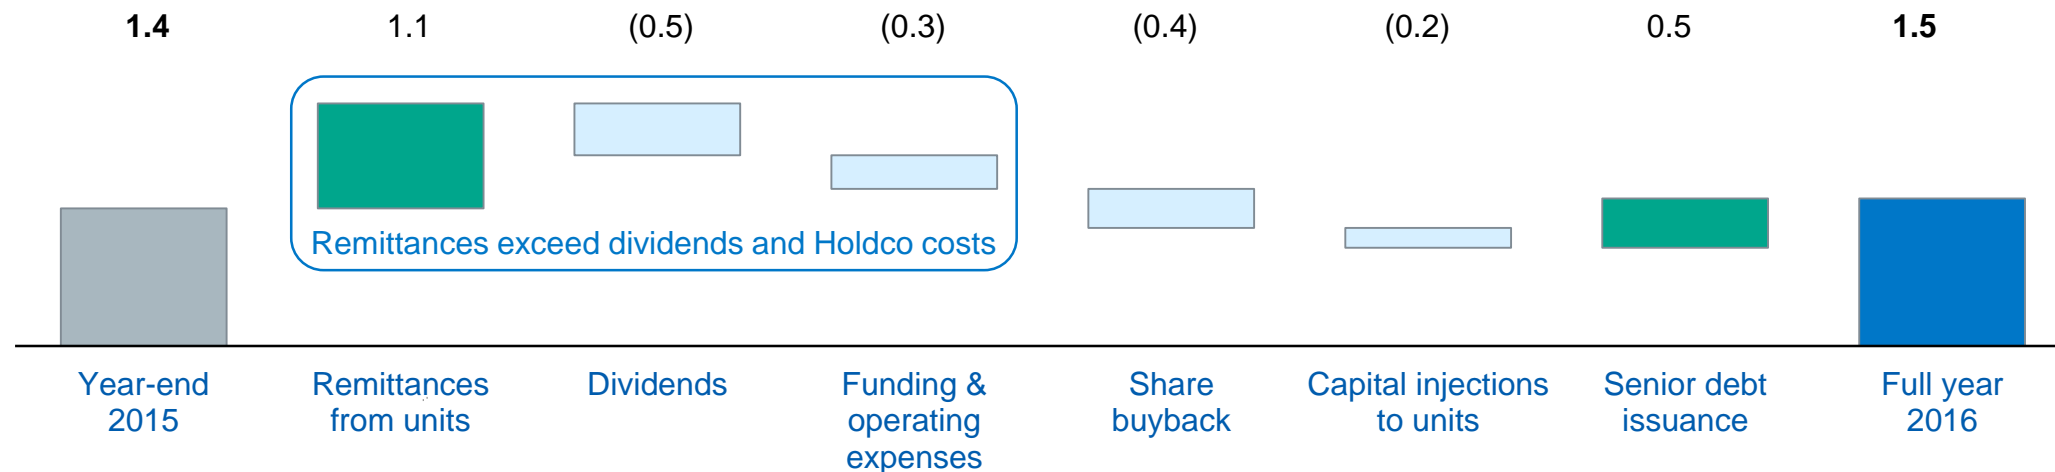 1.4 1.1 (0.5) (0.3) (0.4) (0.2) 0.5 1.5
Remittances exceed dividends and Holdco costs
Year-end
2015
Remittances
from units
Dividends
Funding &
operating
expenses
Share
buyback
Capital injections
to units
Senior debt
issuance
Full year
2016